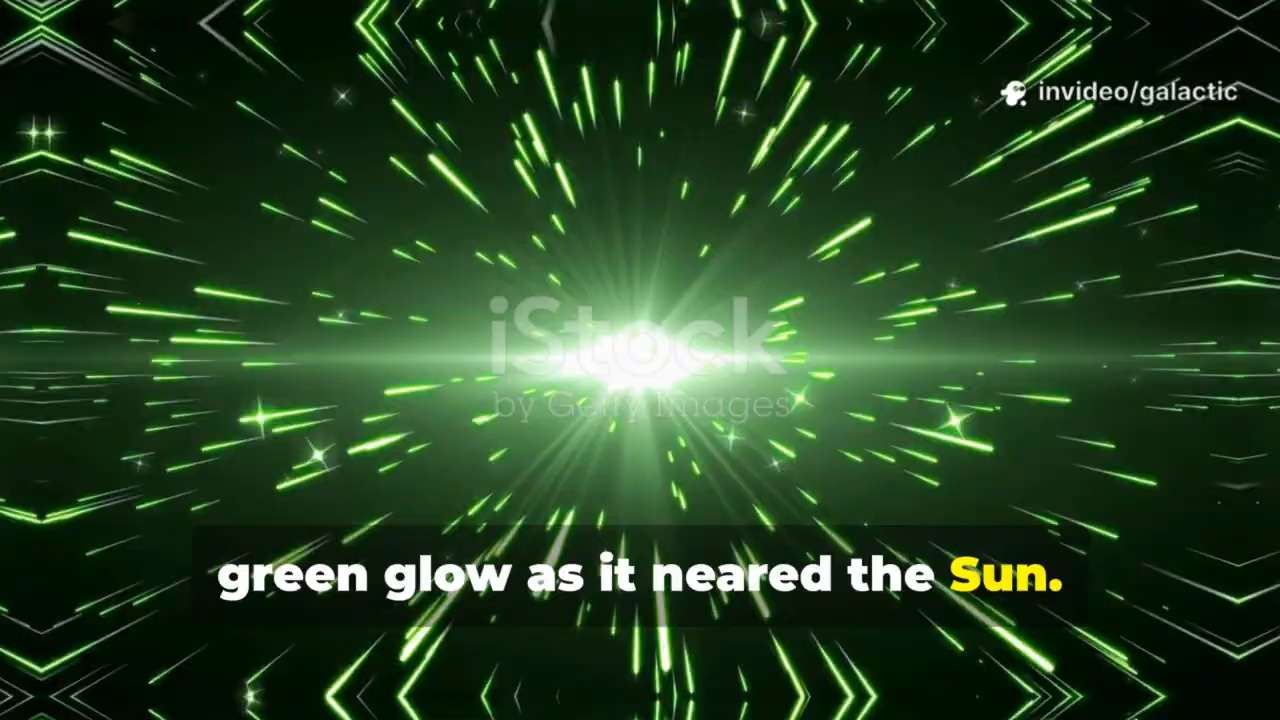 invideo/galactic
iStock
by Getty Images
green glow as it neared the Sun.